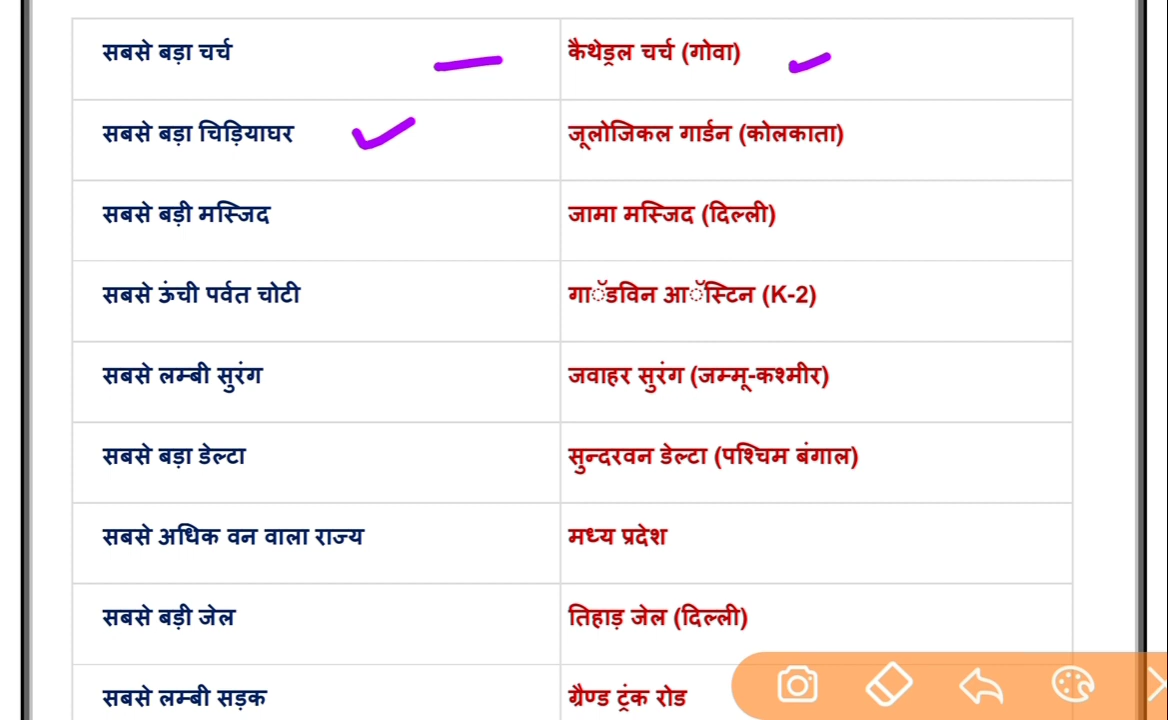 सबसे बड़ा चर्च
कैथेड्रल चर्च (गोवा)
सबसे बड़ा चिड़ियाघर
जूलोजिकल गार्डन (कोलकाता)
सबसे बड़ी मस्जिद
जामा मस्जिद (दिल्ली)
सबसे ऊंची पर्वत चोटी
गाॅडविन आॅस्टिन (K-2)
सबसे लम्बी सुरंग
जवाहर सुरंग (जम्मू-कश्मीर)
सबसे बड़ा डेल्टा
सुन्दरवन डेल्टा (पश्चिम बंगाल)
सबसे अधिक वन वाला राज्य
मध्य प्रदेश
सबसे बड़ी जेल
तिहाड़ जेल (दिल्ली)
सबसे लम्बी सड़क
ग्रैण्ड ट्रंक रोड